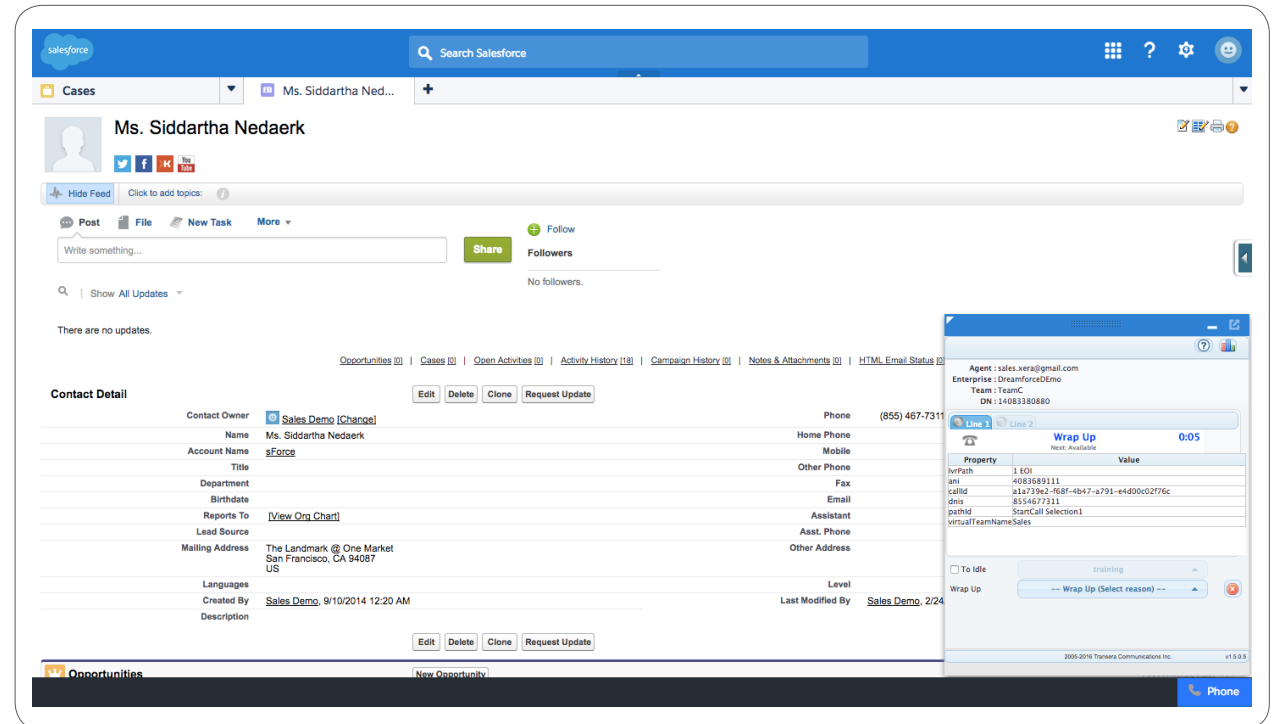 salesforce
Search Salesforce
Cases
Ms. Siddartha Ned...
Ms. Siddartha Nedaerk
You
Tube
Hide Feed
Click to add topics:
Post
File
New Task
More
Write something...
Share
Follow
Followers
No followers.
Show All Updates
There are no updates.
Opportunities [0] | Cases [0] | Open Activities [0] | Activity History [18] | Campaign History [0] | Notes & Attachments [0] | HTML Email Status [0]
Contact Detail
Edit Delete Clone Request Update
Contact Owner Sales Demo [Change]
Phone (855) 467-7311
Name Ms. Siddartha Nedaerk
Home Phone
Account Name sForce
Mobile
Title
Other Phone
Department
Fax
Birthdate
Email
Reports To [View Org Chart]
Assistant
Lead Source
Asst. Phone
Mailing Address The Landmark @ One Market
San Francisco, CA 94087
US
Other Address
Languages
Level
Created By Sales Demo, 9/10/2014 12:20 AM
Last Modified By Sales Demo, 2/24
Description
Edit Delete Clone Request Update
Opportunities
New Opportunity
Agent : sales.xera@gmail.com
Enterprise : DreamforceDEmo
Team : TeamC
DN : 14083380880
Line 1 Line 2
Wrap Up 0:05
Next: Available
Property Value
IvrPath 1 EOI
ani 4083689111
callId a1a739e2-f68f-4b47-a791-e4d00c02f76c
dnis 8554677311
pathId StartCall Selection1
virtualTeamName Sales
To Idle training
Wrap Up -- Wrap Up (Select reason) --
2005-2016 Transera Communications Inc. v1.5.0.5
Phone